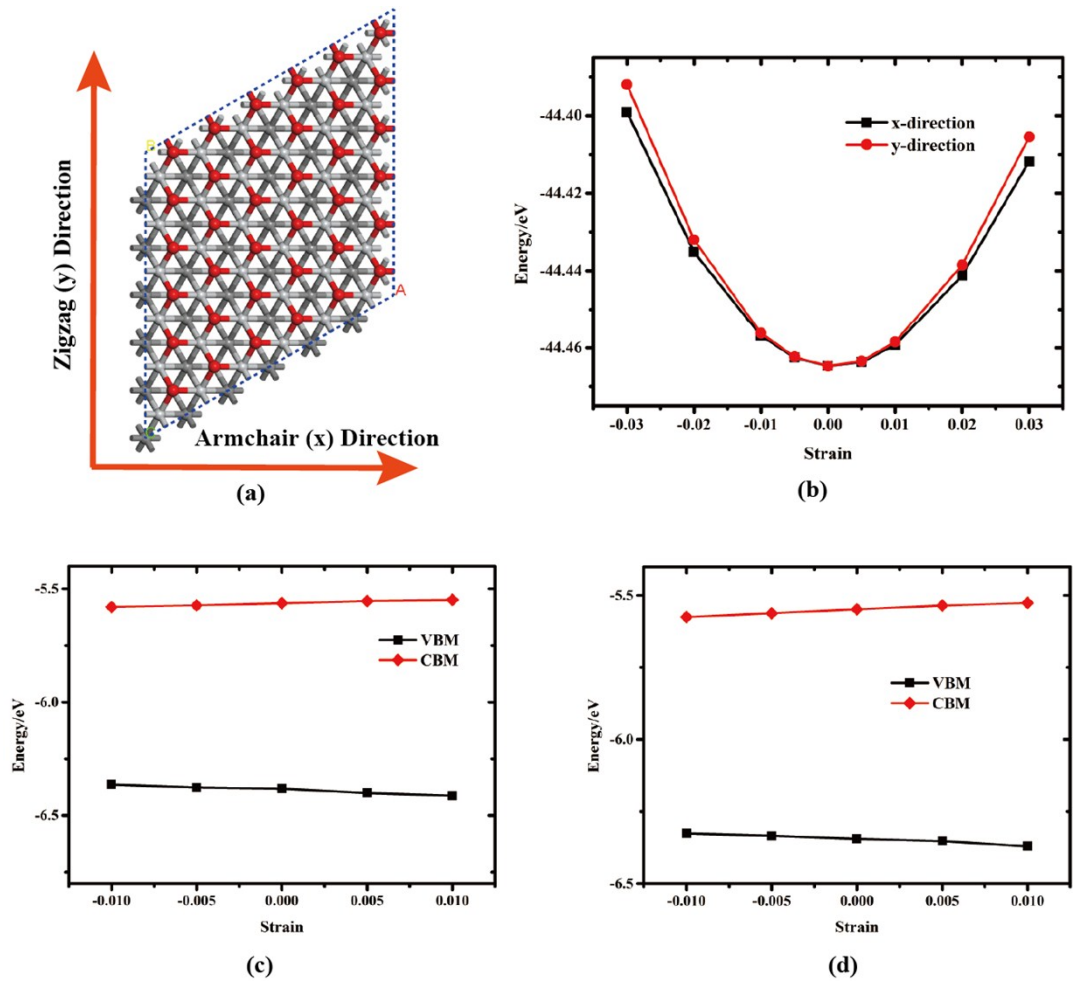 B
A
Zigzag (y) Direction
Armchair (x) Direction
(a)
Energy/eV
-44.40
-44.42
-44.44
-44.46
x-direction
y-direction
-0.03 -0.02 -0.01 0.00 0.01 0.02 0.03
Strain
(b)
Energy/eV
-5.5
-6.0
-6.5
VBM
CBM
-0.010 -0.005 0.000 0.005 0.010
Strain
(c)
Energy/eV
-5.5
-6.0
-6.5
VBM
CBM
-0.010 -0.005 0.000 0.005 0.010
Strain
(d)